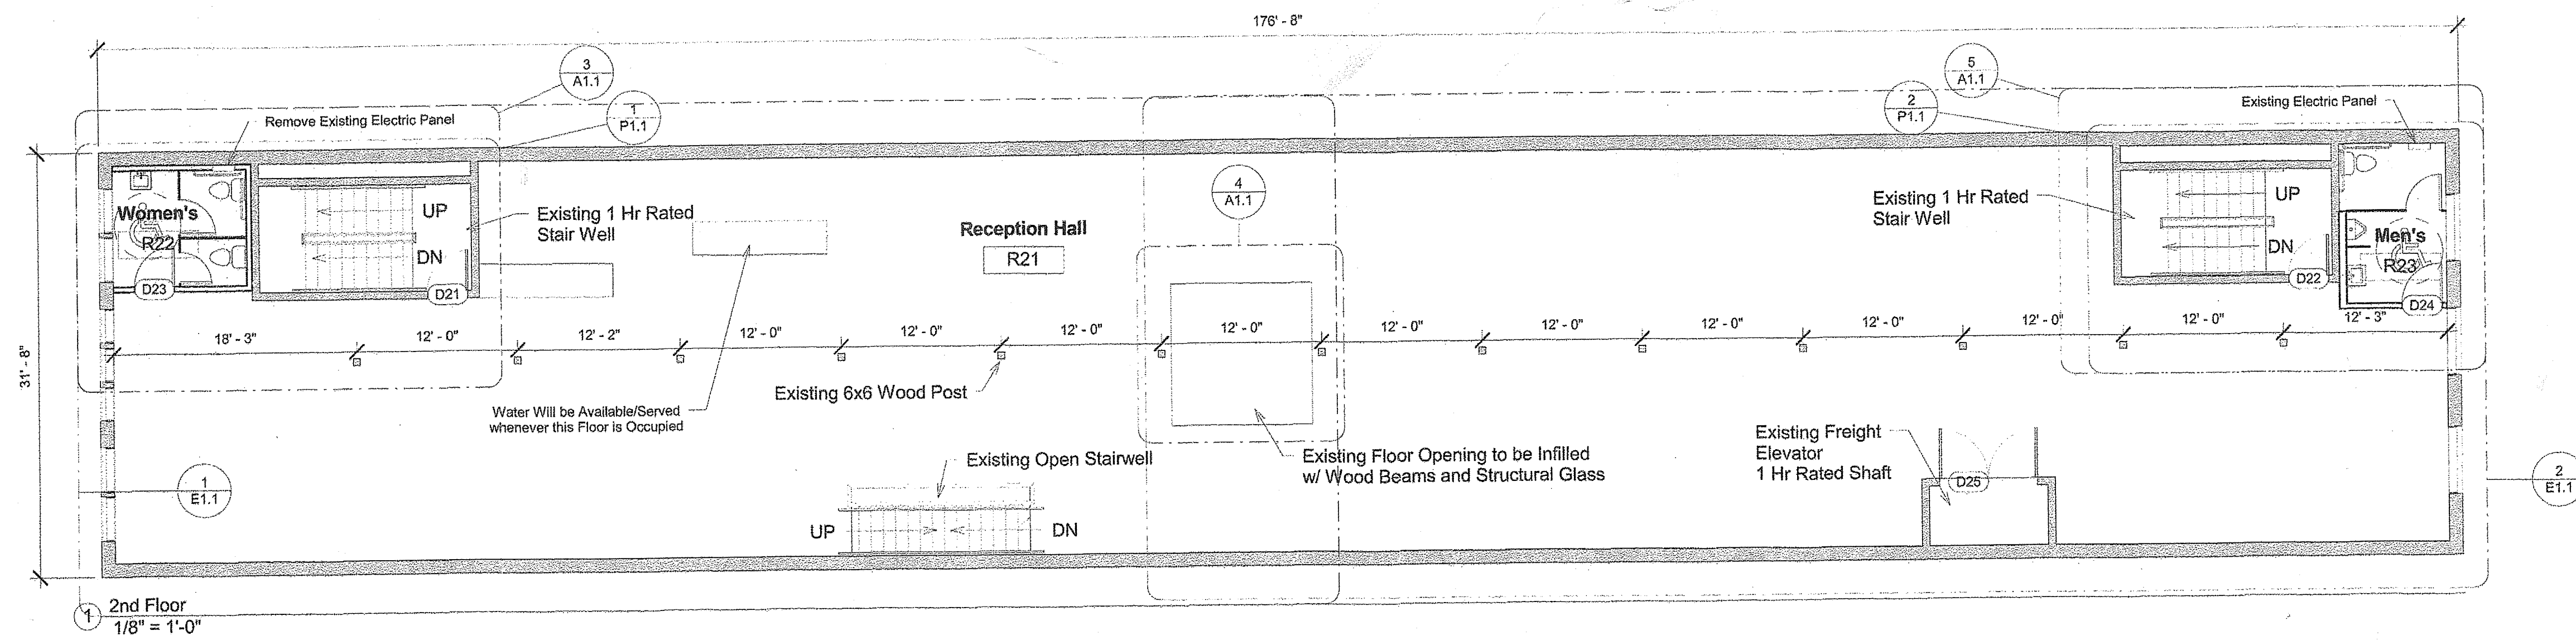 176' - 8"
3
A1.1
5
A1.1
1
P1.1
2
P1.1
Remove Existing Electric Panel
Existing Electric Panel
4
A1.1
Women's
R22
UP
DN
Existing 1 Hr Rated
Stair Well
Reception Hall
R21
Existing 1 Hr Rated
Stair Well
UP
DN
Men's
R23
D23
D21
D22
D24
18' - 3"
12' - 0"
12' - 2"
12' - 0"
12' - 0"
12' - 0"
12' - 0"
12' - 0"
12' - 0"
12' - 0"
12' - 0"
12' - 0"
12' - 0"
12' - 3"
31' - 8"
Existing 6x6 Wood Post
Water Will be Available/Served
whenever this Floor is Occupied
Existing Open Stairwell
Existing Floor Opening to be Infilled
w/ Wood Beams and Structural Glass
Existing Freight
Elevator
1 Hr Rated Shaft
D25
1
E1.1
2
E1.1
UP
DN
1
2nd Floor
1/8" = 1'-0"